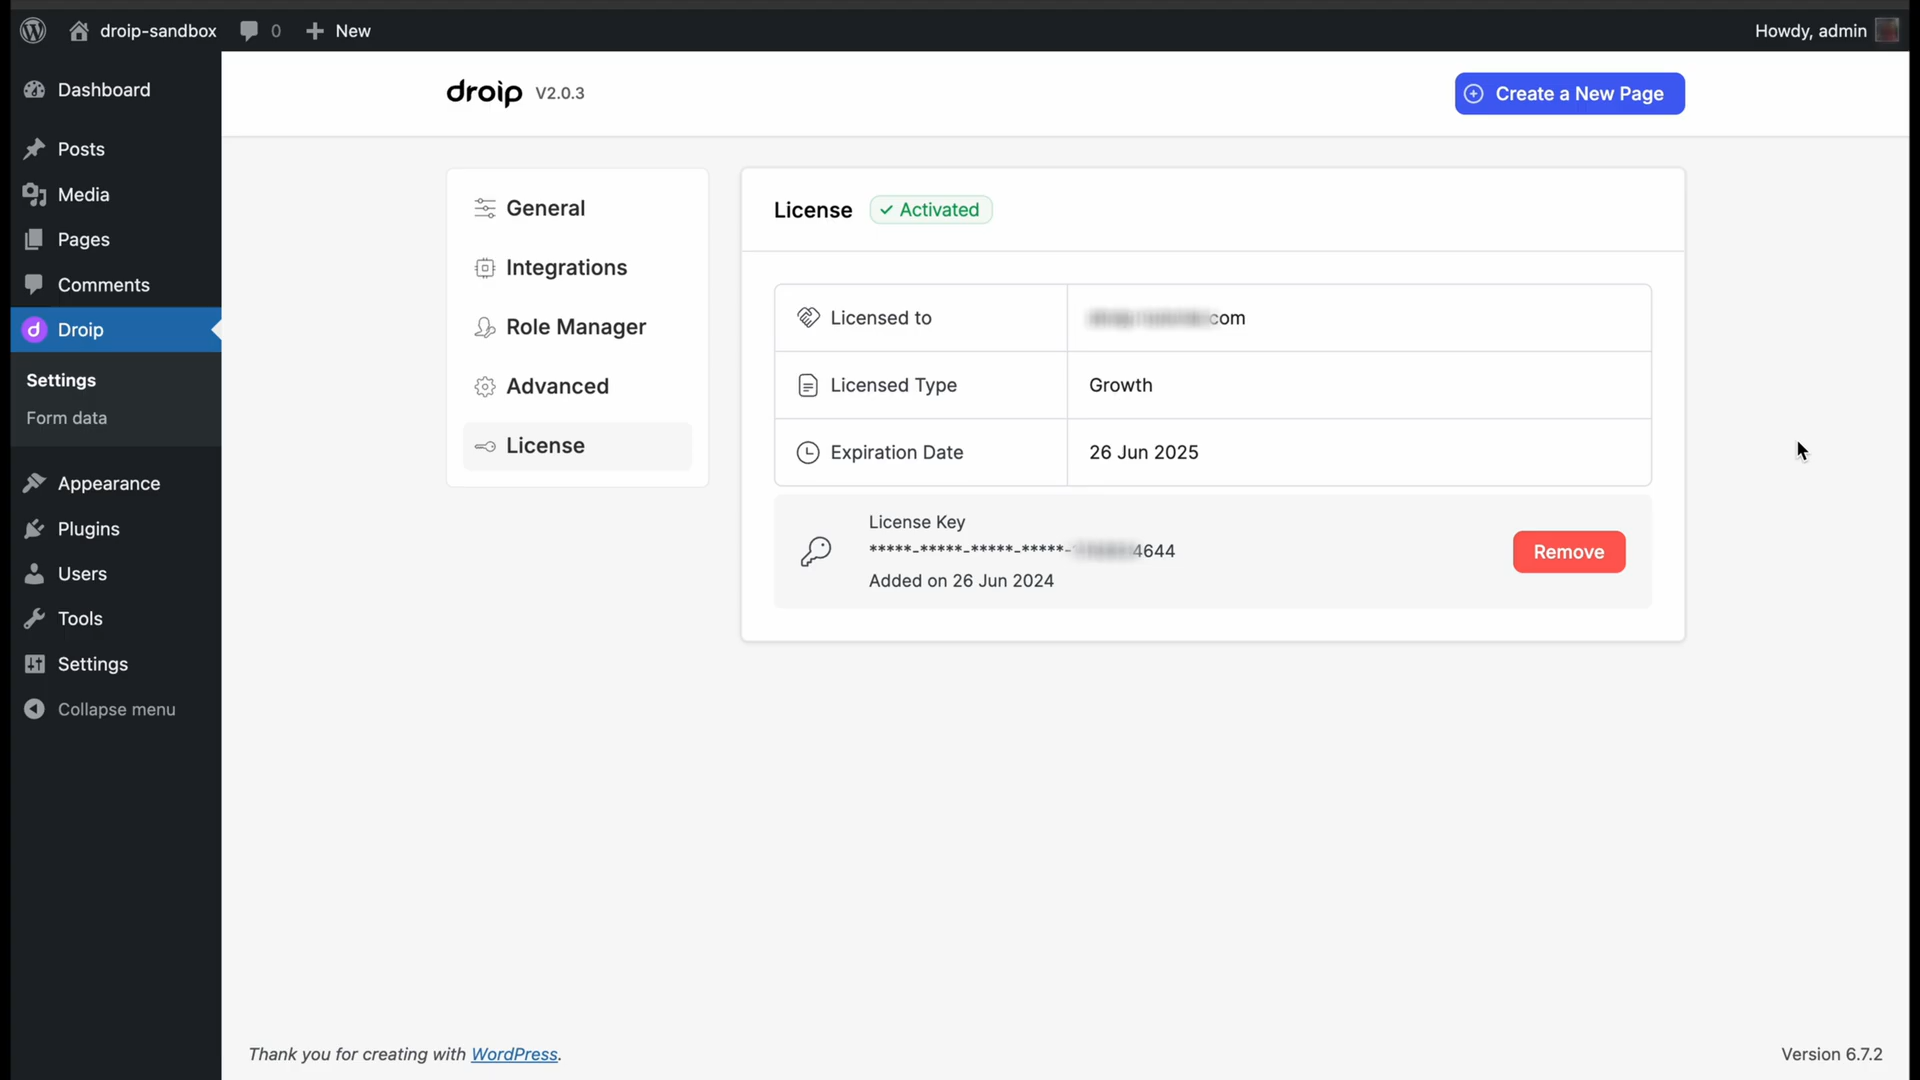 droip-sandbox
0
New
Howdy, admin
Dashboard
Posts
Media
Pages
Comments
Droip
Settings
Form data
Appearance
Plugins
Users
Tools
Settings
Collapse menu
droip V2.0.3
Create a New Page
General
Integrations
Role Manager
Advanced
License
License
Activated
Licensed to
com
Licensed Type
Growth
Expiration Date
26 Jun 2025
License Key
*****-*****-*****-*****- 4644
Added on 26 Jun 2024
Remove
Thank you for creating with WordPress.
Version 6.7.2